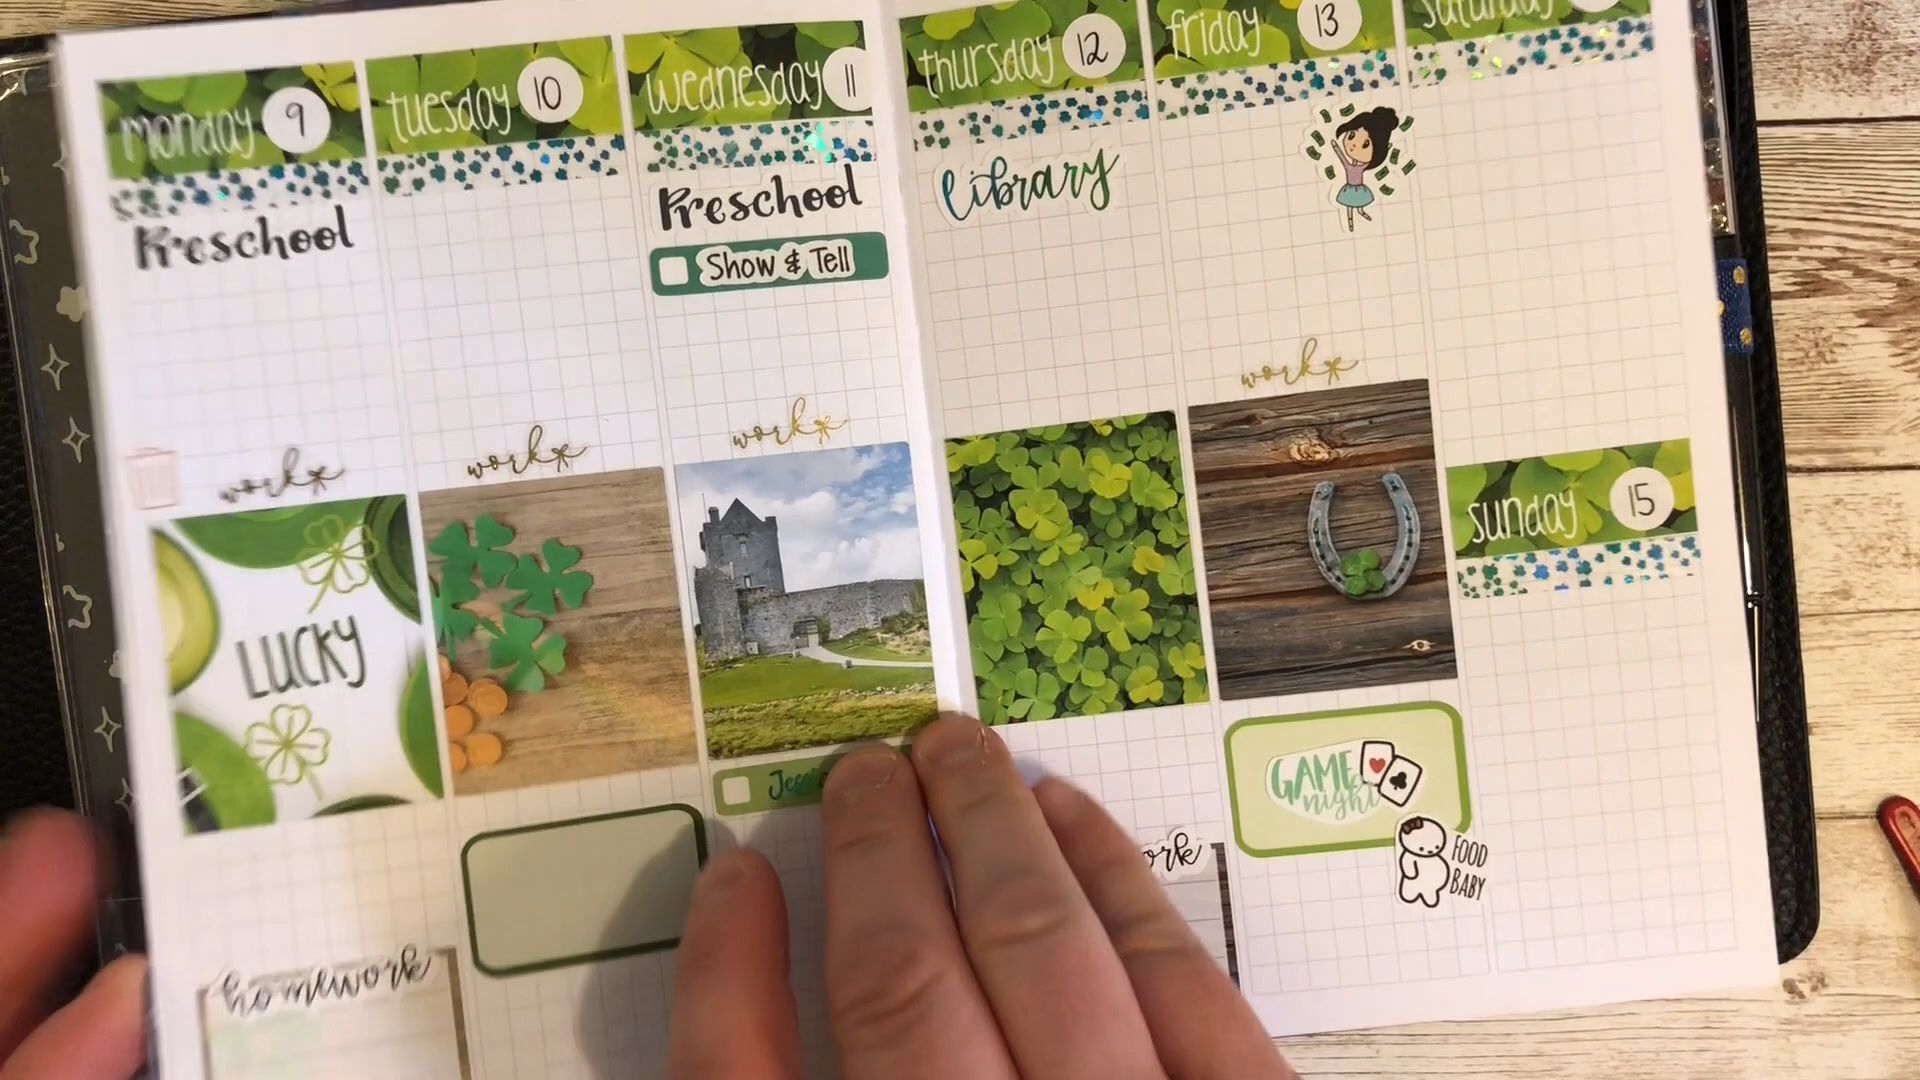 monday 9
tuesday 10
wednesday 11
thursday 12
friday 13
saturday
Preschool
Preschool
Show & Tell
library
work
work
work
work
LUCKY
sunday 15
GAME
night
FOOD
BABY
homework